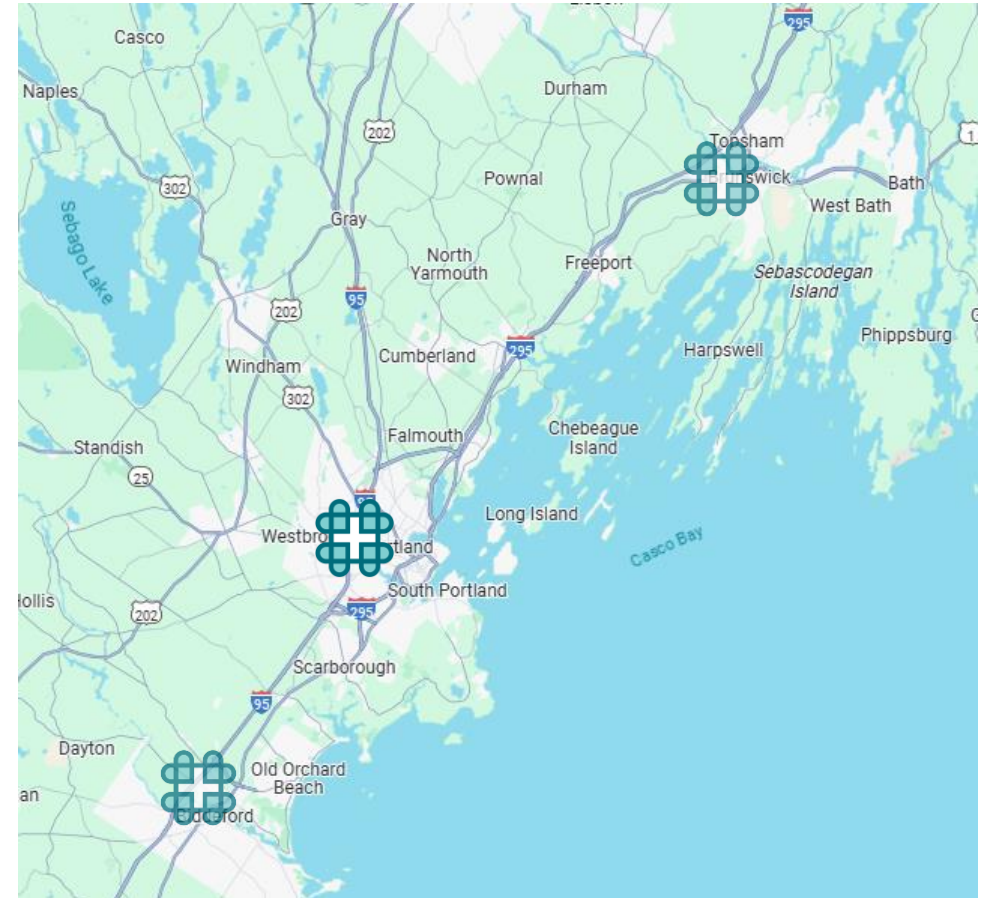 295
Casco
Naples
Durham
202
Topsham
1
302
Pownal
Bath
West Bath
Sebago Lake
Gray
North
Yarmouth
Freeport
Sebascodegan
Island
95
202
295
Phippsburg
Cumberland
Harpswell
Windham
302
Falmouth
Chebeague
Island
Standish
25
Long Island
Casco Bay
South Portland
202
295
Scarborough
95
Dayton
Old Orchard
Beach